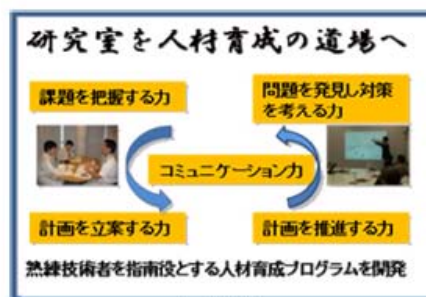 研究室を人材育成の道場へ
課題を把握する力
問題を発見し対策
を考える力
コミュニケーション力
計画を立案する力
計画を推進する力
熟練技術者を指南役とする人材育成プログラムを開発